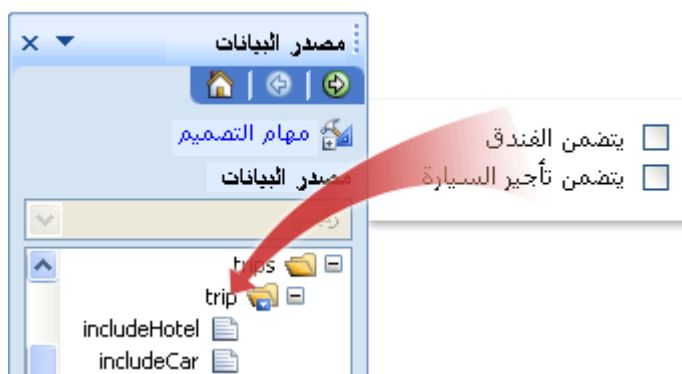 مصدر البيانات
مهام التصميم
مصدر البيانات
trips
trip
includeHotel
includeCar
يتضمن الفندق
يتضمن تأجير السيارة